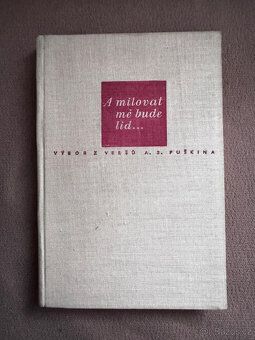 A milovat
mě bude
lid...
VÝBOR Z VERŠŮ A. S. PUŠKINA